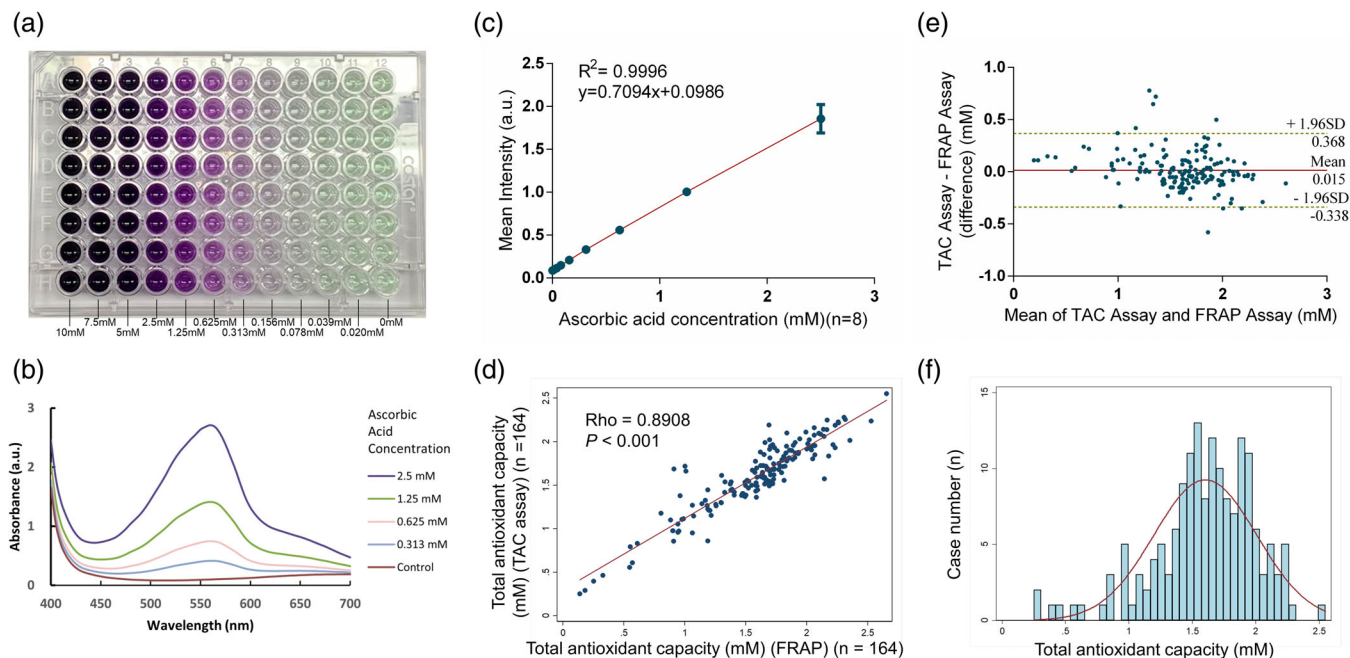 (a)
1 2 3 4 5 6 7 8 9 10 11 12
A
B
C
D
E
F
G
H
7.5mM 2.5mM 0.625mM 0.156mM 0.039mM 0mM
10mM 5mM 1.25mM 0.313mM 0.078mM 0.020mM
(b)
3
2
1
0
400 450 500 550 600 650 700
Absorbance (a.u.)
Wavelength (nm)
Ascorbic
Acid
Concentration
2.5 mM
1.25 mM
0.625 mM
0.313 mM
Control
(c)
R2= 0.9996
y=0.7094x+0.0986
2.5
2.0
1.5
1.0
0.5
0.0
0 1 2 3
Mean Intensity (a.u.)
Ascorbic acid concentration (mM)(n=8)
(d)
Rho = 0.8908
P < 0.001
2.5
2
1.5
1
.5
0
0 .5 1 1.5 2 2.5
Total antioxidant capacity
(mM) (TAC assay) (n =164)
Total antioxidant capacity (mM) (FRAP) (n = 164)
(e)
1.0
0.5
0.0
-0.5
-1.0
0 1 2 3
+ 1.96SD
0.368
Mean
0.015
- 1.96SD
-0.338
TAC Assay - FRAP Assay
(difference) (mM)
Mean of TAC Assay and FRAP Assay (mM)
(f)
15
10
5
0
0 .5 1 1.5 2 2.5
Case number (n)
Total antioxidant capacity (mM)